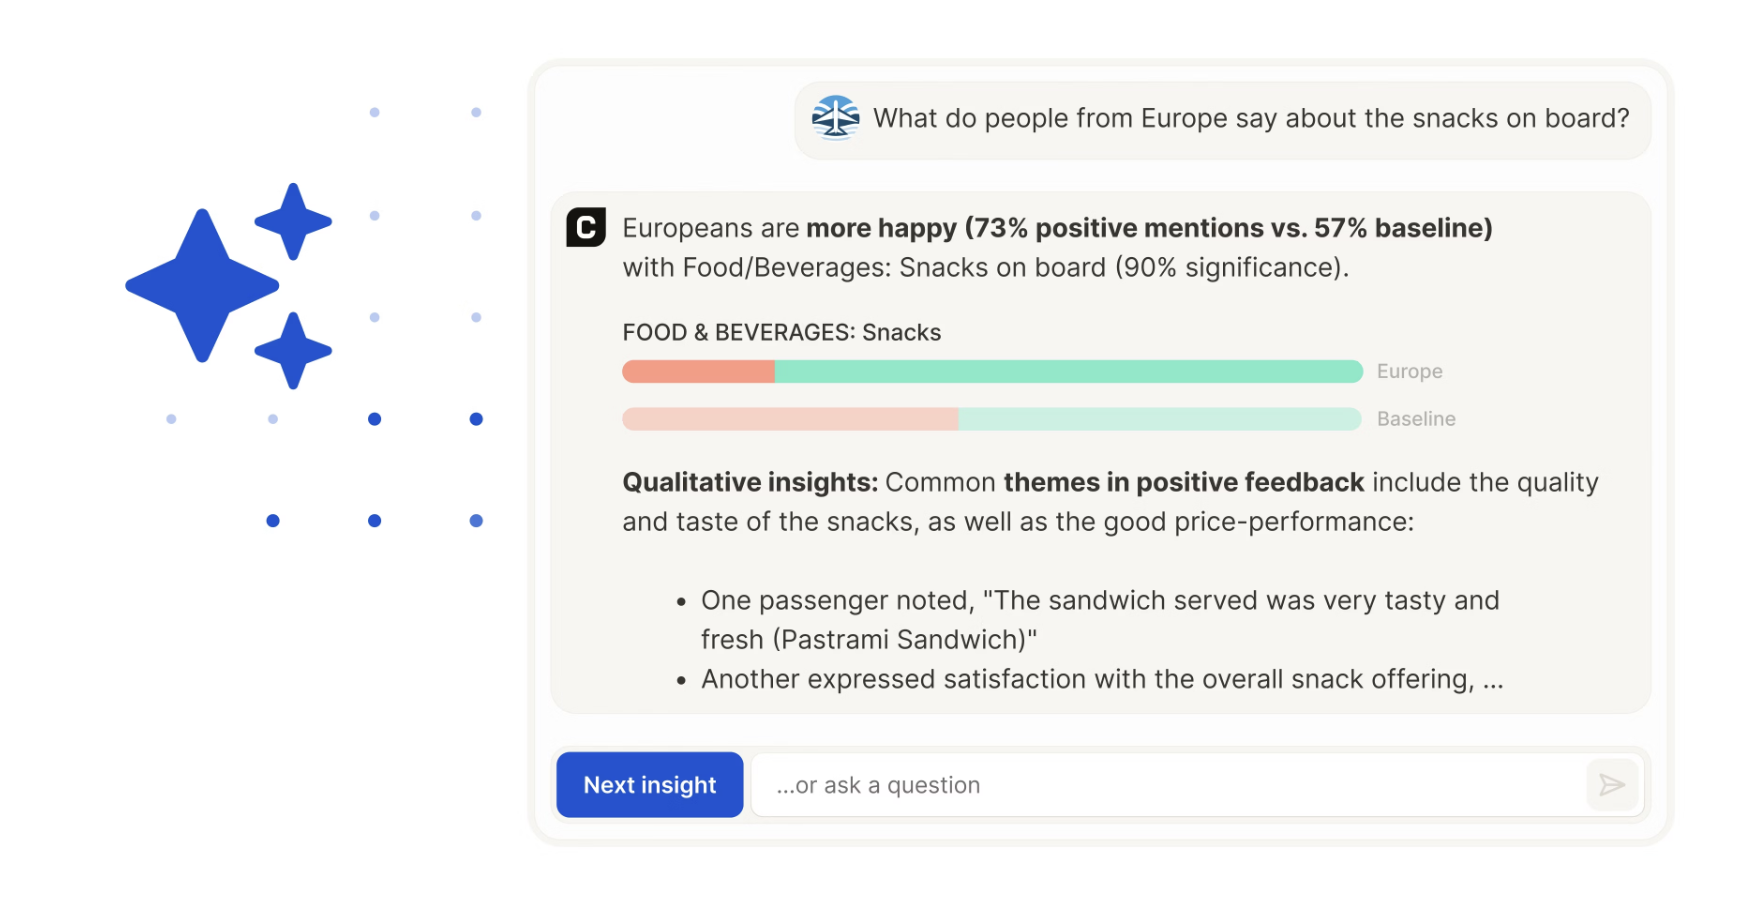 What do people from Europe say about the snacks on board?
C
Europeans are more happy (73% positive mentions vs. 57% baseline)
with Food/Beverages: Snacks on board (90% significance).
FOOD & BEVERAGES: Snacks
Europe
Baseline
Qualitative insights: Common themes in positive feedback include the quality
and taste of the snacks, as well as the good price-performance:
• One passenger noted, "The sandwich served was very tasty and
fresh (Pastrami Sandwich)"
• Another expressed satisfaction with the overall snack offering, ...
Next insight
...or ask a question